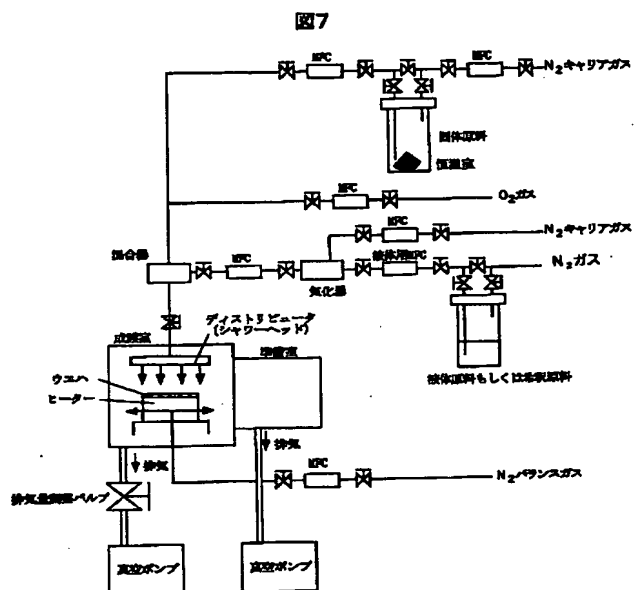 図7
MFC
MFC
N₂キャリアガス
固体原料
恒温室
MFC
O₂ガス
MFC
N₂キャリアガス
混合器
MFC
気化器
液体用MFC
N₂ガス
ディストリビュータ
(シャワーヘッド)
成膜室
準備室
ウエハ
ヒーター
液体原料もしくは希釈原料
排気
排気
MFC
N₂バランスガス
排気量調整バルブ
真空ポンプ
真空ポンプ